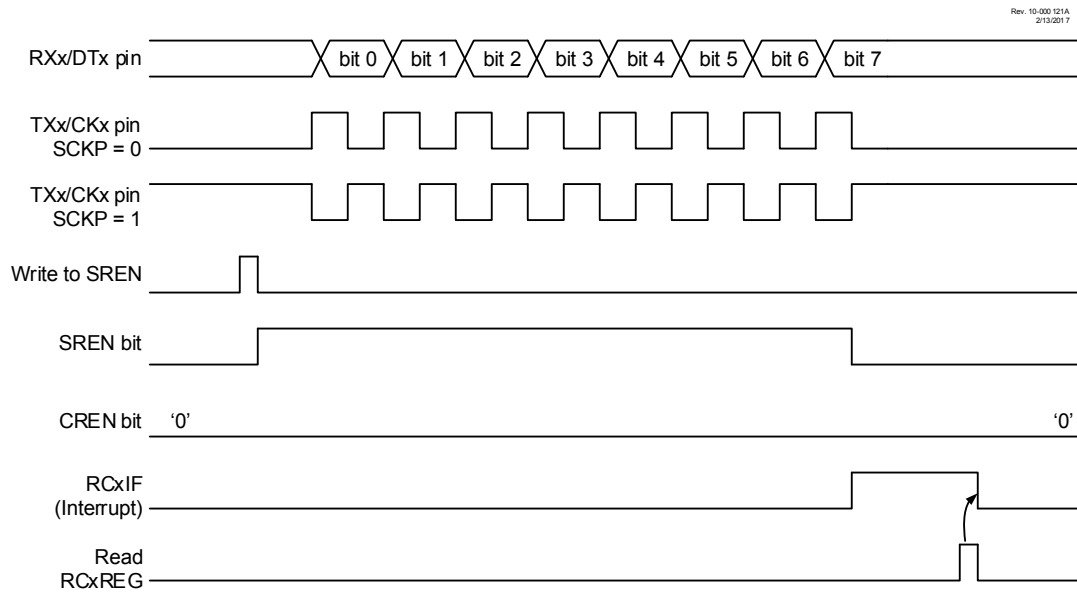 Rev. 10-000 121A
2/13/2017
RXx/DTx pin
bit 0 bit 1 bit 2 bit 3 bit 4 bit 5 bit 6 bit 7
TXx/CKx pin
SCKP = 0
TXx/CKx pin
SCKP = 1
Write to SREN
SREN bit
CREN bit ‘0’ ‘0’
RCxIF
(Interrupt)
Read
RCxREG